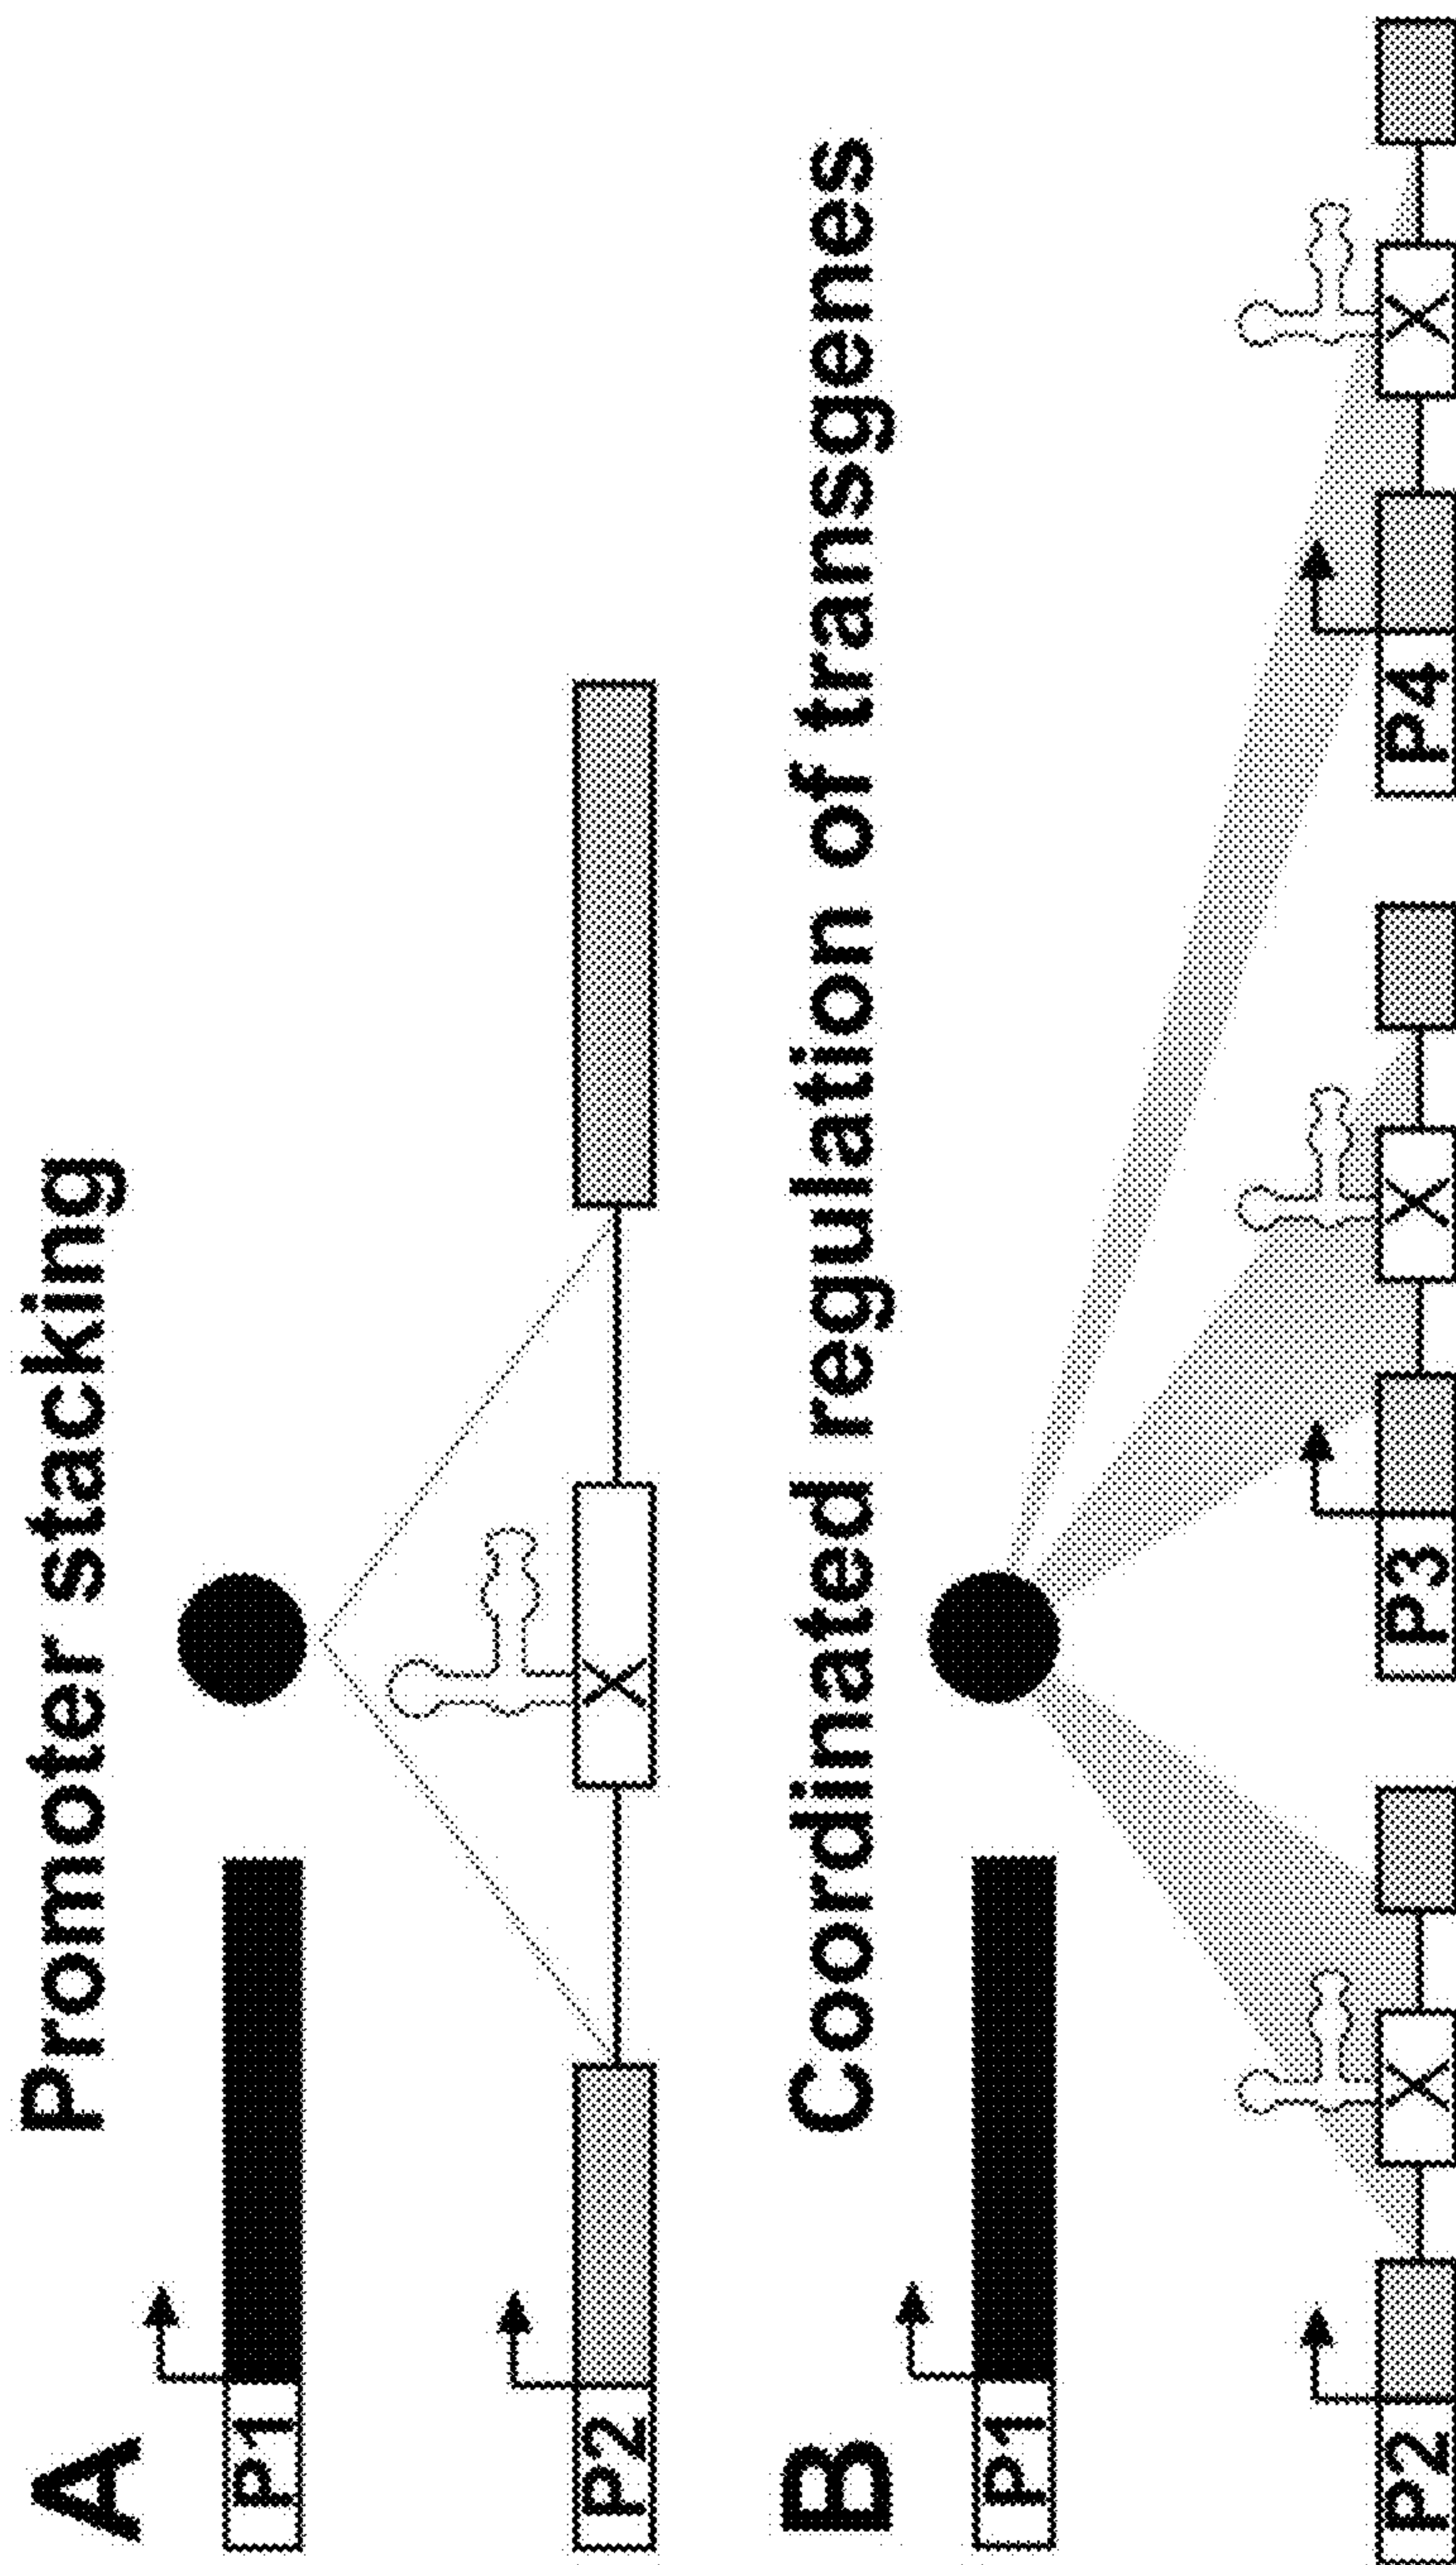 A Promoter stacking
P1
P2
X
B Coordinated regulation of transgenes
P1
P2 X P3 X P4 X